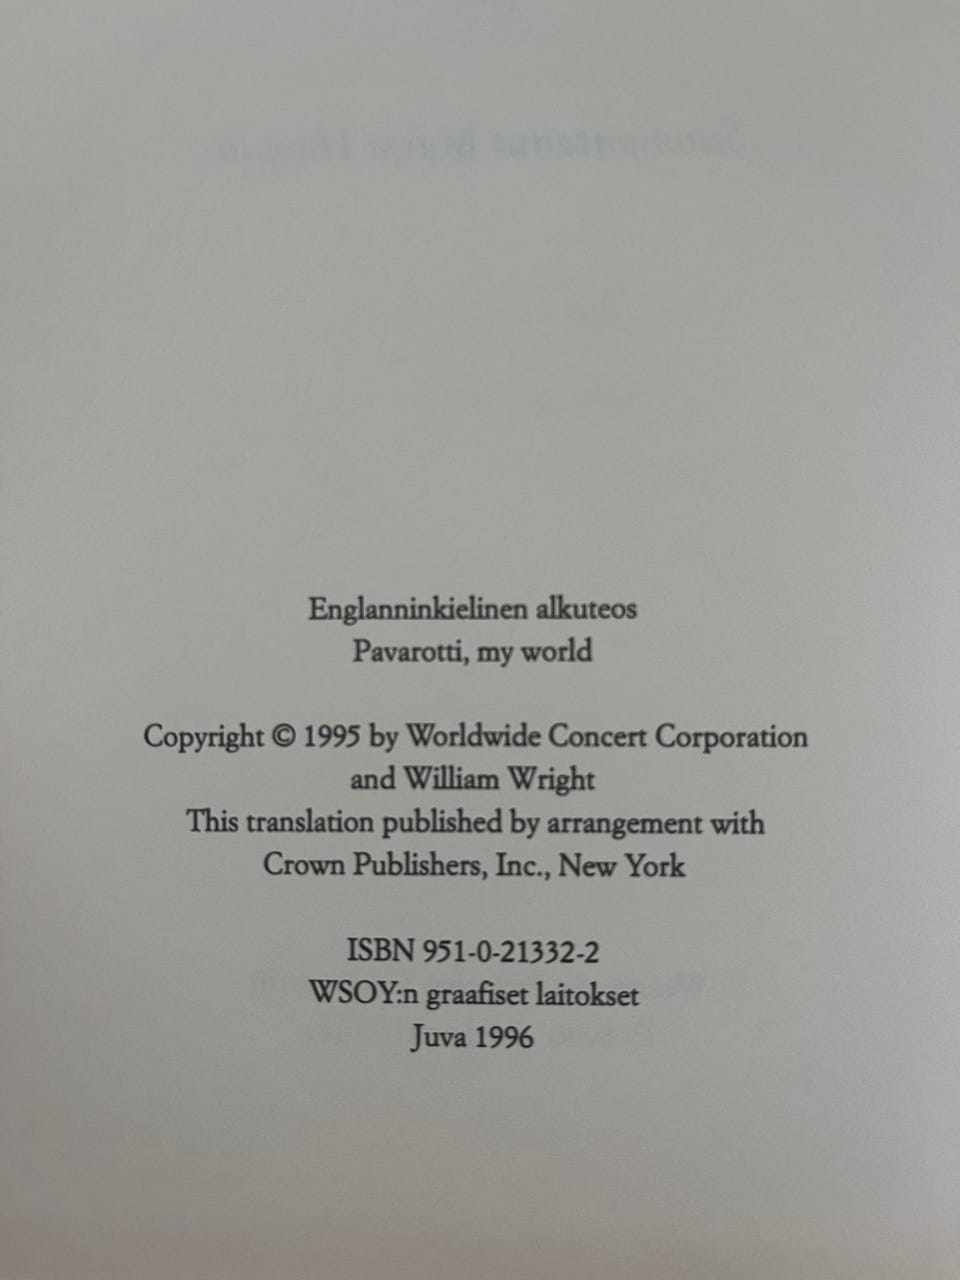 Englanninkielinen alkuteos
Pavarotti, my world
Copyright © 1995 by Worldwide Concert Corporation
and William Wright
This translation published by arrangement with
Crown Publishers, Inc., New York
ISBN 951-0-21332-2
WSOY:n graafiset laitokset
Juva 1996